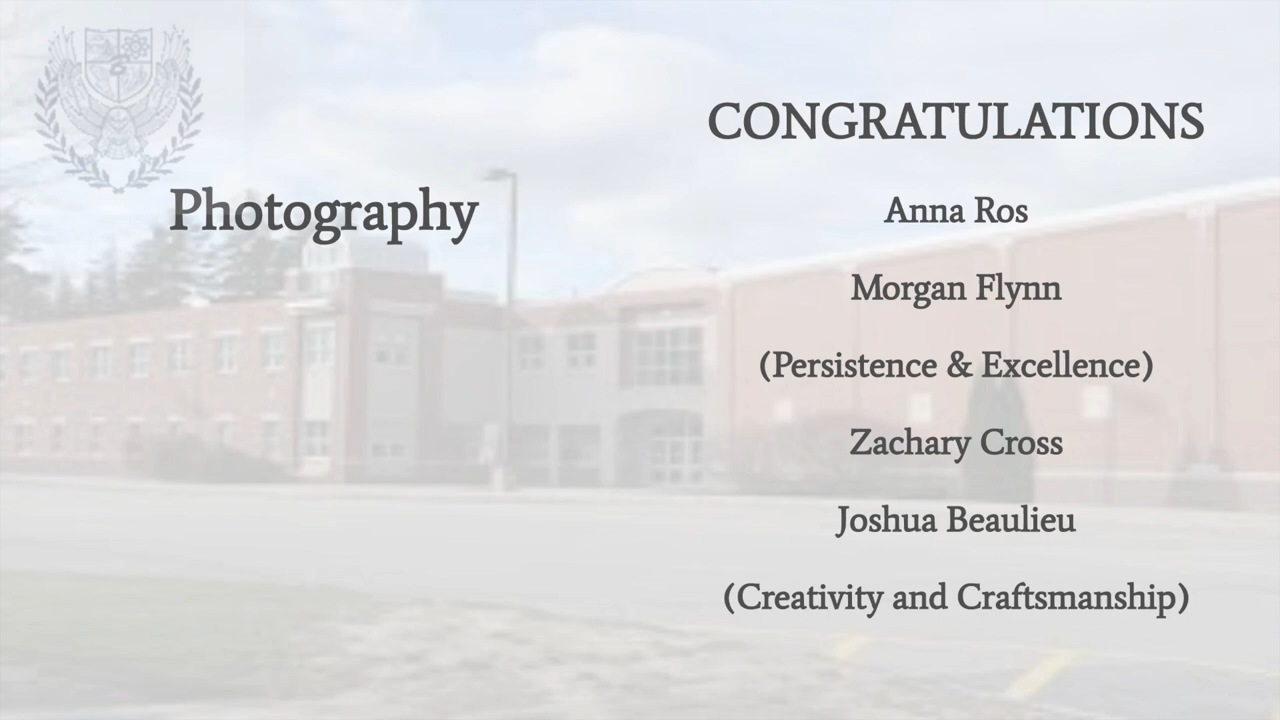 Photography
CONGRATULATIONS
Anna Ros
Morgan Flynn
(Persistence & Excellence)
Zachary Cross
Joshua Beaulieu
(Creativity and Craftsmanship)